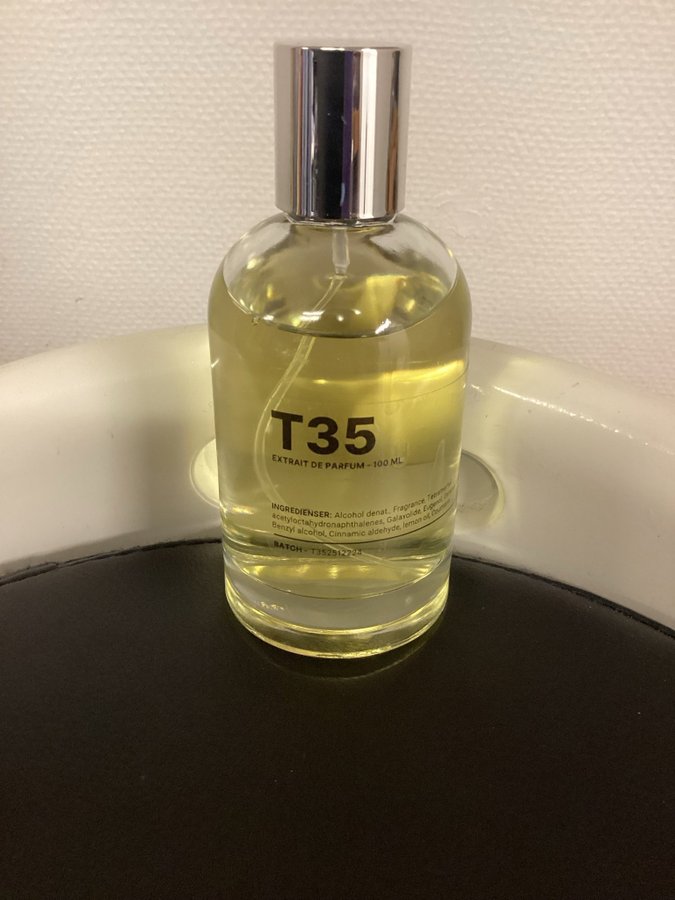 T35
EXTRAIT DE PARFUM - 100 ML
INGREDIENSER: Alcohol denat., Fragrance,
acetyloctahydronaphthalenes, Galaxolide, Eugenol,
Benzyl alcohol, Cinnamic aldehyde, lemon oil,
BATCH - T352512224